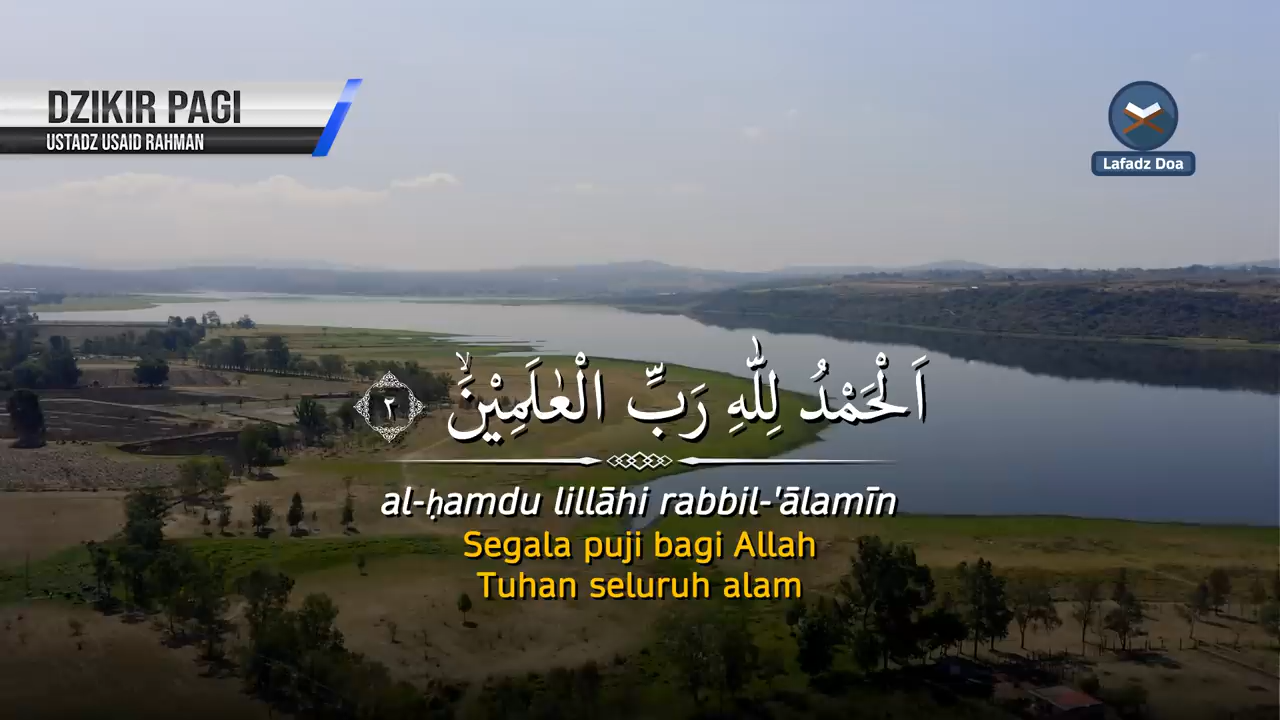 DZIKIR PAGI
USTADZ USAID RAHMAN
Lafadz Doa
اَلْحَمْدُ لِلّٰهِ رَبِّ الْعٰلَمِيْنَۙ ٢
al-ḥamdu lillāhi rabbil-'ālamīn
Segala puji bagi Allah
Tuhan seluruh alam